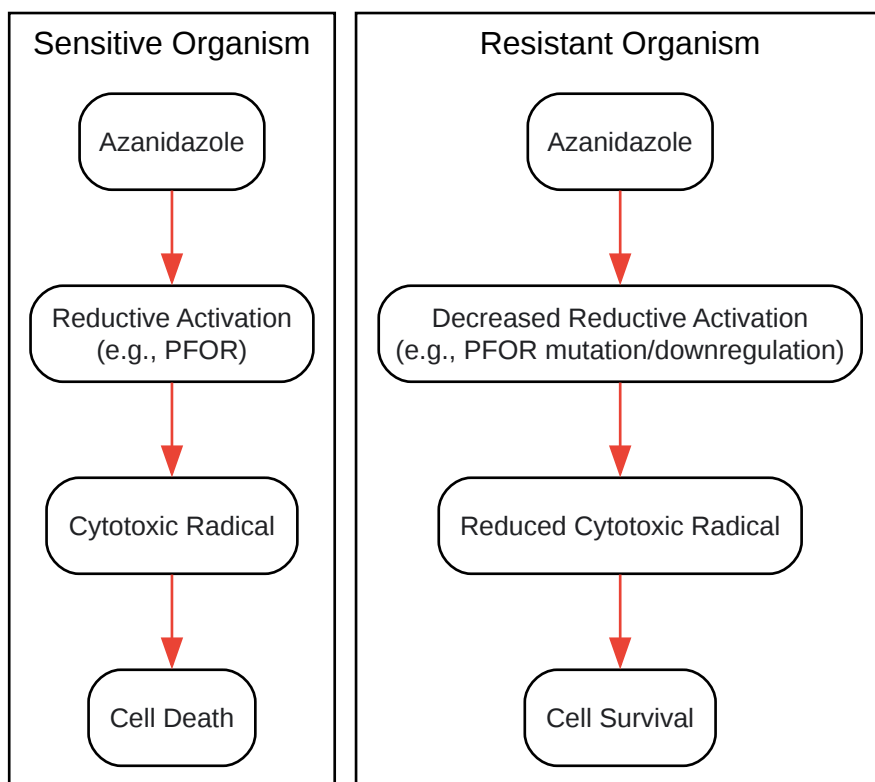 Sensitive Organism
Azanidazole
Reductive Activation
(e.g., PFOR)
Cytotoxic Radical
Cell Death
Resistant Organism
Azanidazole
Decreased Reductive Activation
(e.g., PFOR mutation/downregulation)
Reduced Cytotoxic Radical
Cell Survival